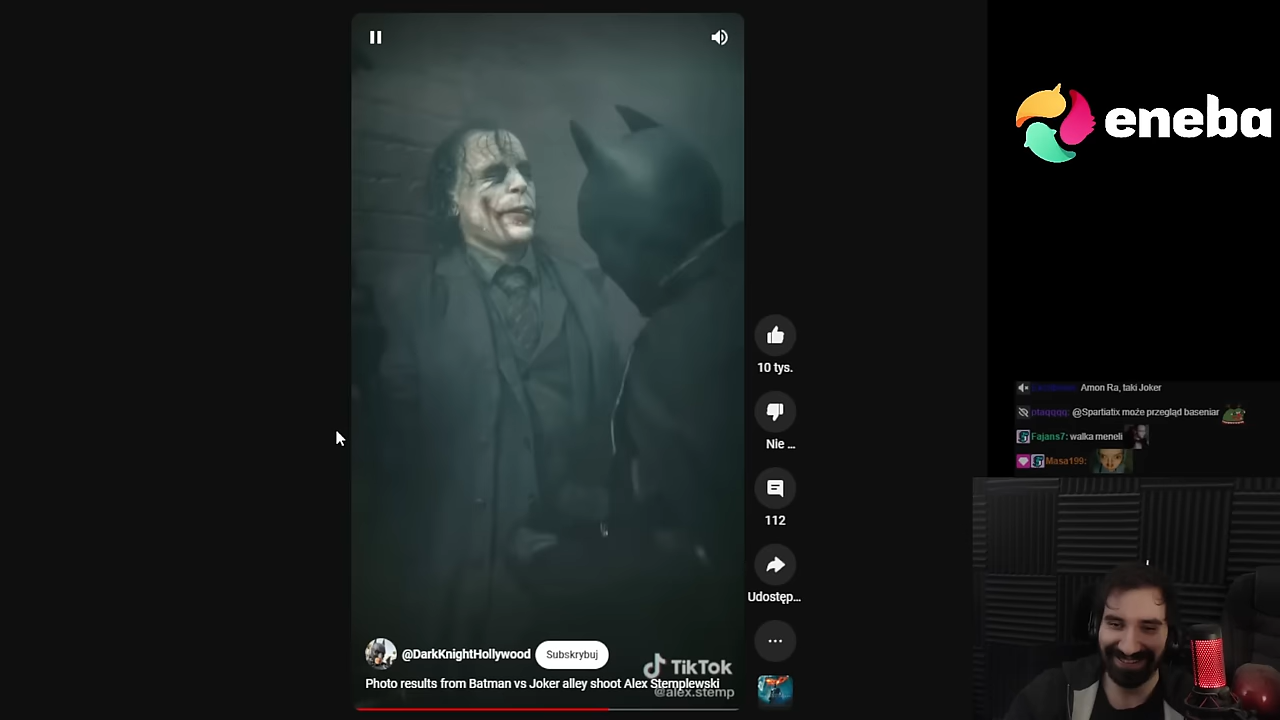 eneba
10 tys.
Nie ...
112
Udostęp...
Amon Ra, taki Joker
ntaqqqq: @Spartiatix może przegląd baseniar
Fajans7: walka meneli
Masa199:
@DarkKnightHollywood
Subskrybuj
TikTok
@alex.stemp
Photo results from Batman vs Joker alley shoot Alex Stemplewski